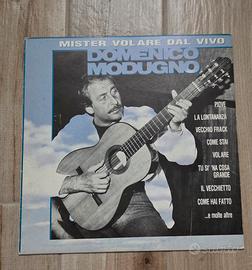 MISTER VOLARE DAL VIVO
DOMENICO
MODUGNO
PIOVE
LA LONTANANZA
VECCHIO FRACK
COME STAI
VOLARE
TU SI' 'NA COSA
GRANDE
IL VECCHIETTO
COME HAI FATTO
...e molte altre